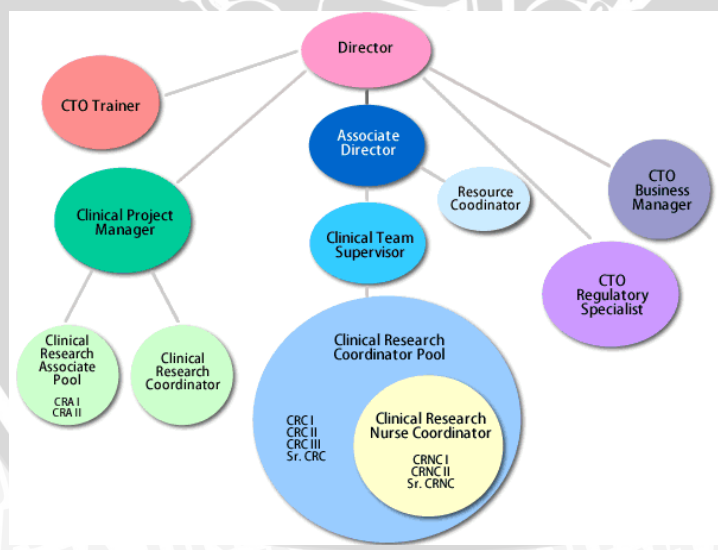 Director
CTO Trainer
Associate
Director
Resource
Coodinator
CTO
Business
Manager
Clinical Project
Manager
Clinical Team
Supervisor
CTO
Regulatory
Specialist
Clinical
Research
Associate
Pool
CRA I
CRA II
Clinical
Research
Coordinator
Clinical Research
Coordinator Pool
CRC I
CRC II
CRC III
Sr. CRC
Clinical Research
Nurse Coordinator
CRNC I
CRNC II
Sr. CRNC